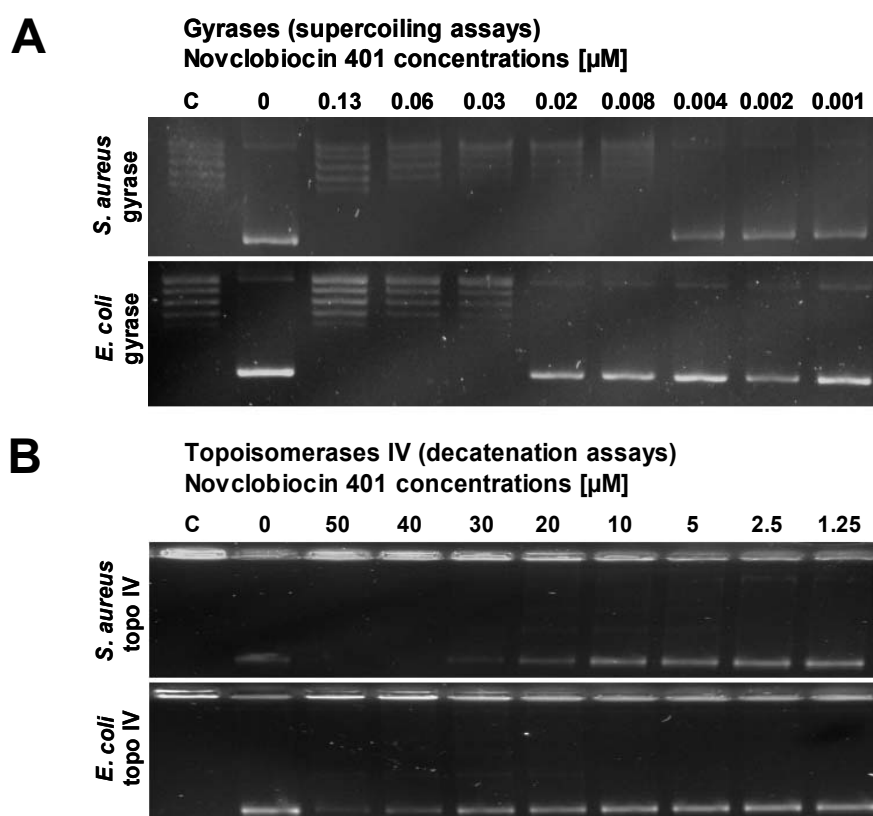 A
Gyrases (supercoiling assays)
Novclobiocin 401 concentrations [µM]
C 0 0.13 0.06 0.03 0.02 0.008 0.004 0.002 0.001
S. aureus
gyrase
E. coli
gyrase
B
Topoisomerases IV (decatenation assays)
Novclobiocin 401 concentrations [µM]
C 0 50 40 30 20 10 5 2.5 1.25
S. aureus
topo IV
E. coli
topo IV